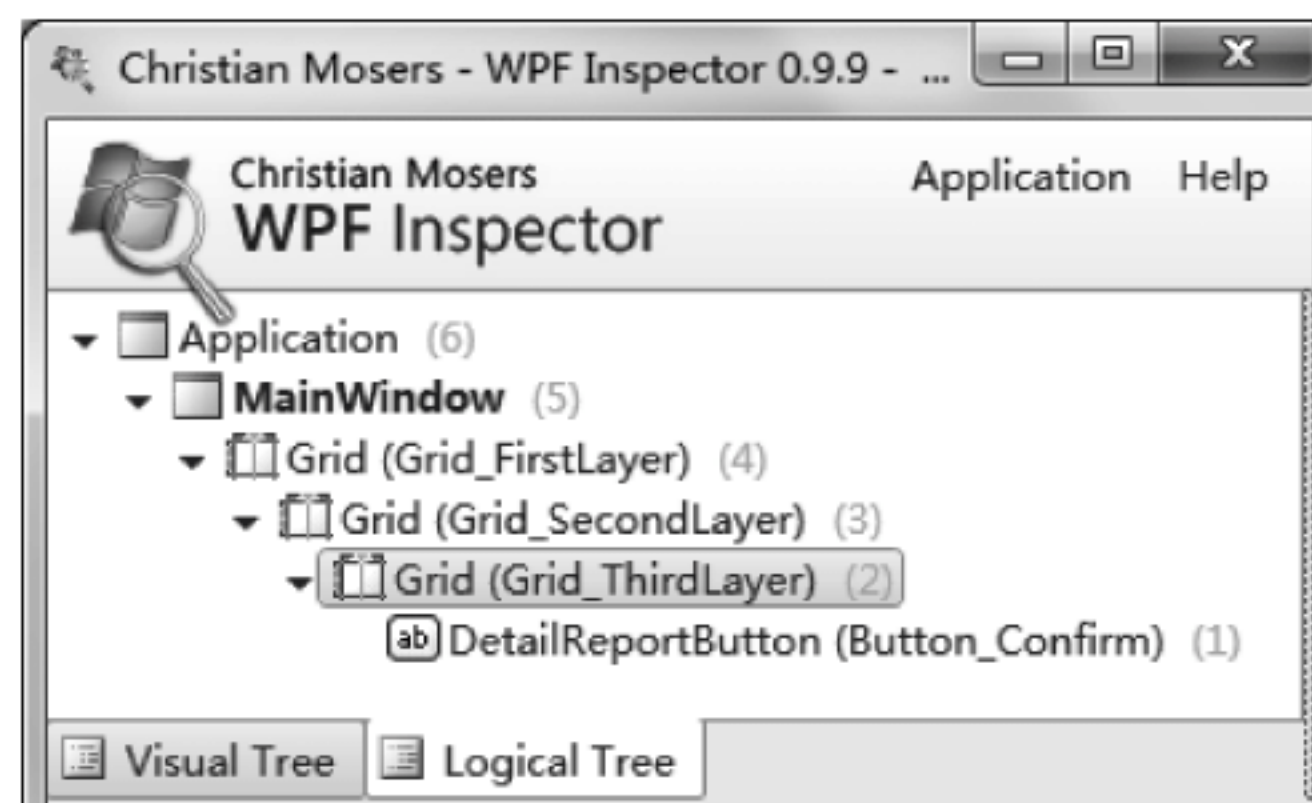 Christian Mosers - WPF Inspector 0.9.9 - ...
Christian Mosers
WPF Inspector
Application Help
Application (6)
MainWindow (5)
Grid (Grid_FirstLayer) (4)
Grid (Grid_SecondLayer) (3)
Grid (Grid_ThirdLayer) (2)
ab DetailReportButton (Button_Confirm) (1)
Visual Tree Logical Tree